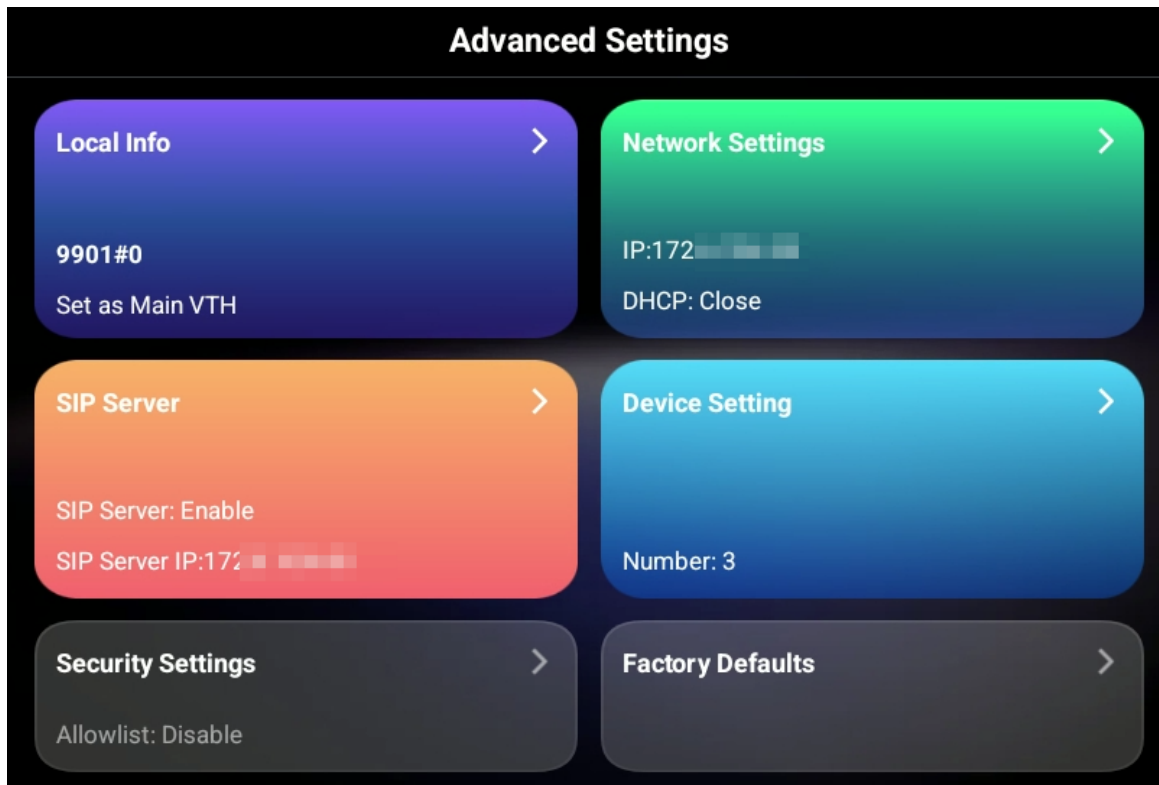 Advanced Settings
Local Info
9901#0
Set as Main VTH
Network Settings
IP:172
DHCP: Close
SIP Server
SIP Server: Enable
SIP Server IP:172
Device Setting
Number: 3
Security Settings
Allowlist: Disable
Factory Defaults